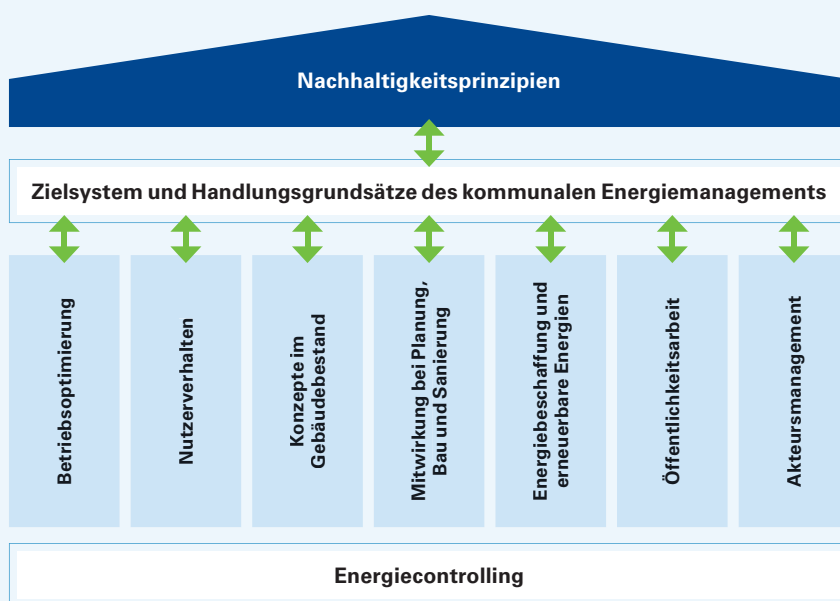 Nachhaltigkeitsprinzipien
Zielsystem und Handlungsgrundsätze des kommunalen Energiemanagements
Betriebsoptimierung
Nutzerverhalten
Konzepte im
Gebäudebestand
Mitwirkung bei Planung,
Bau und Sanierung
Energiebeschaffung und
erneuerbare Energien
Öffentlichkeitsarbeit
Akteursmanagement
Energiecontrolling